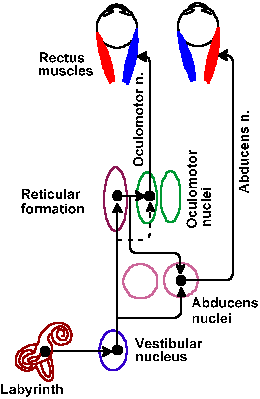 Rectus
muscles
Oculomotor n.
Abducens n.
Reticular
formation
Oculomotor
nuclei
Abducens
nuclei
Vestibular
nucleus
Labyrinth